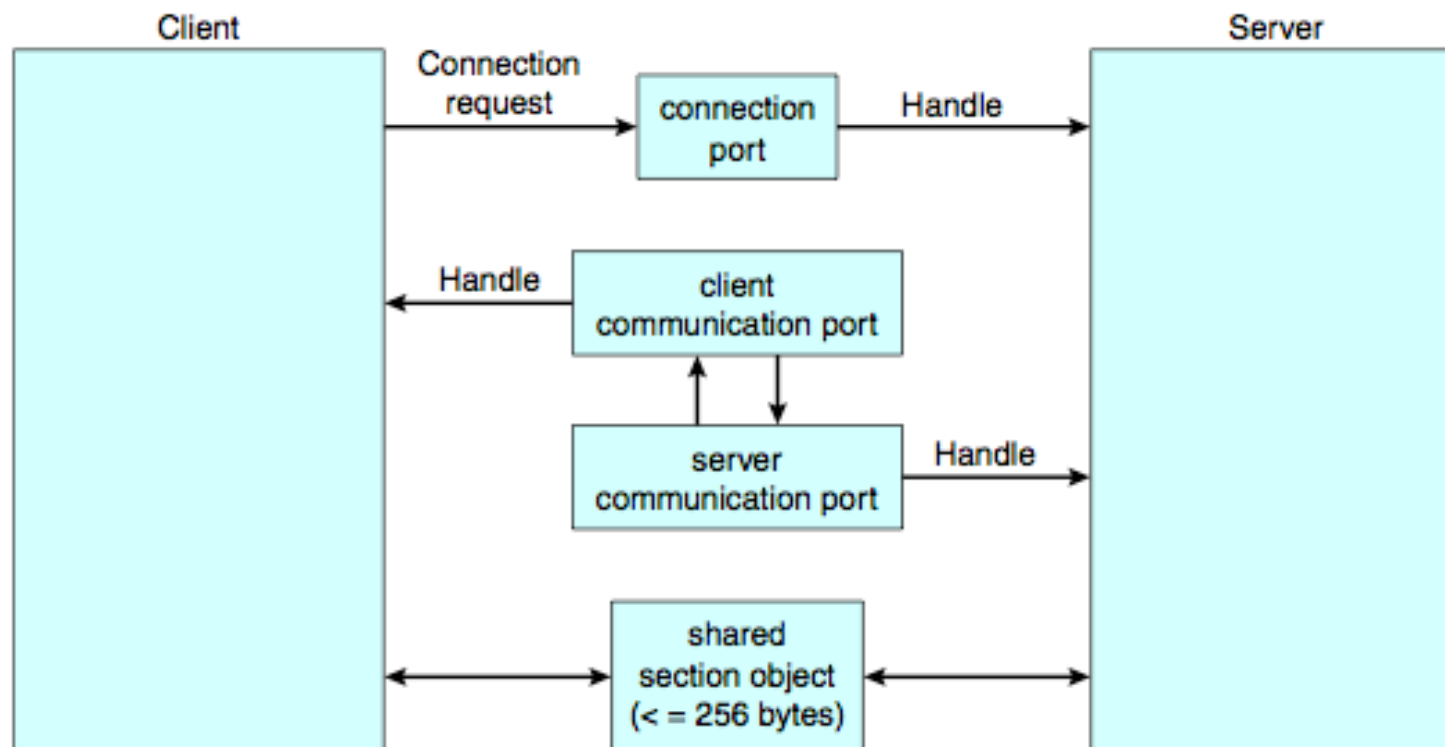 Client
Server
Connection
request
connection
port
Handle
Handle
client
communication port
server
communication port
Handle
shared
section object
(< = 256 bytes)